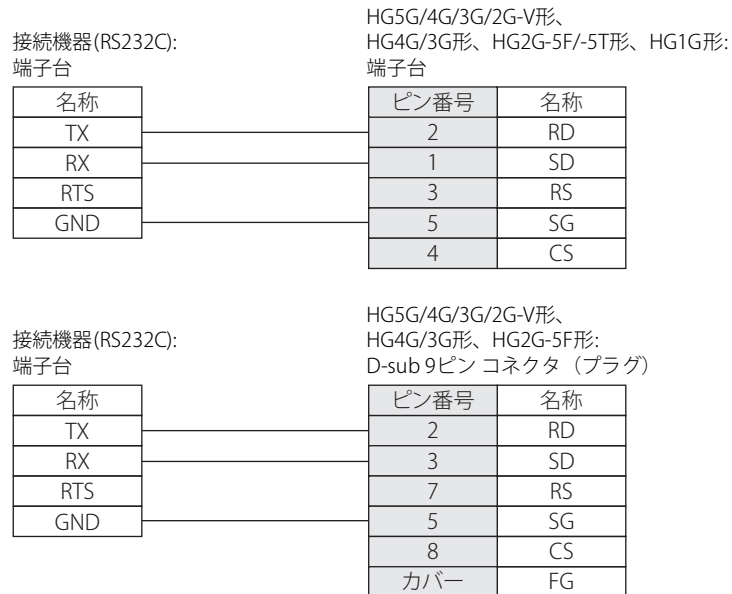 接続機器(RS232C):
端子台
HG5G/4G/3G/2G-V形、
HG4G/3G形、HG2G-5F/-5T形、HG1G形:
端子台
名称
TX
RX
RTS
GND
ピン番号 名称
2 RD
1 SD
3 RS
5 SG
4 CS
接続機器(RS232C):
端子台
HG5G/4G/3G/2G-V形、
HG4G/3G形、HG2G-5F形:
D-sub 9ピン コネクタ（プラグ）
名称
TX
RX
RTS
GND
ピン番号 名称
2 RD
3 SD
7 RS
5 SG
8 CS
カバー FG